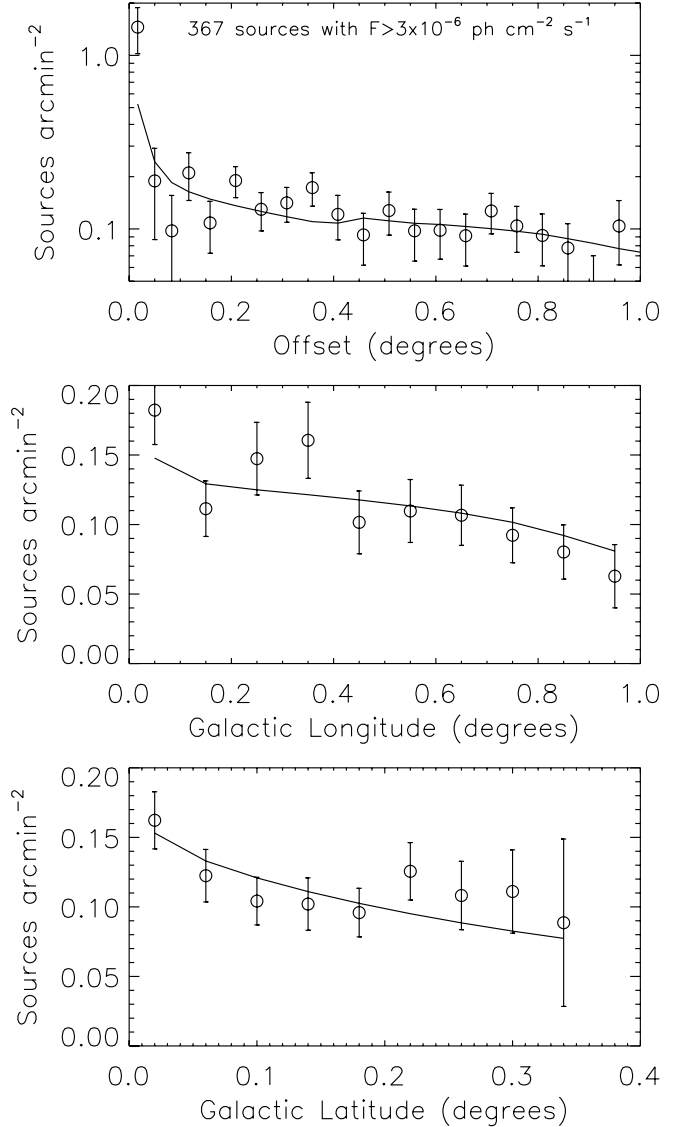 367 sources with F>3x10⁻⁶ ph cm⁻² s⁻¹
Sources arcmin⁻²
1.0
0.1
0.0 0.2 0.4 0.6 0.8 1.0
Offset (degrees)
Sources arcmin⁻²
0.20
0.15
0.10
0.05
0.00
0.0 0.2 0.4 0.6 0.8 1.0
Galactic Longitude (degrees)
Sources arcmin⁻²
0.20
0.15
0.10
0.05
0.00
0.0 0.1 0.2 0.3 0.4
Galactic Latitude (degrees)